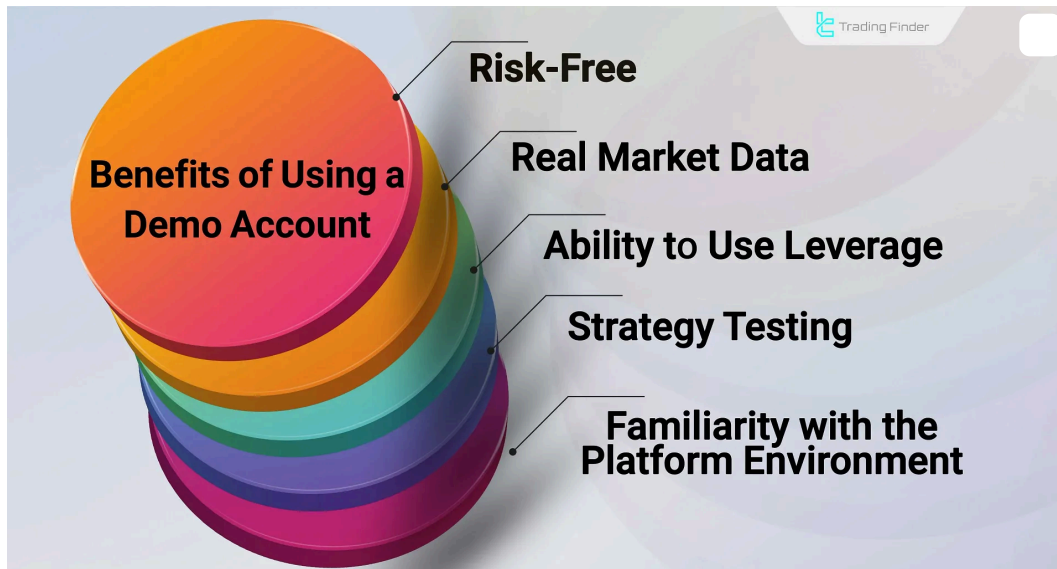 Trading Finder
Risk-Free
Real Market Data
Benefits of Using a
Demo Account
Ability to Use Leverage
Strategy Testing
Familiarity with the
Platform Environment